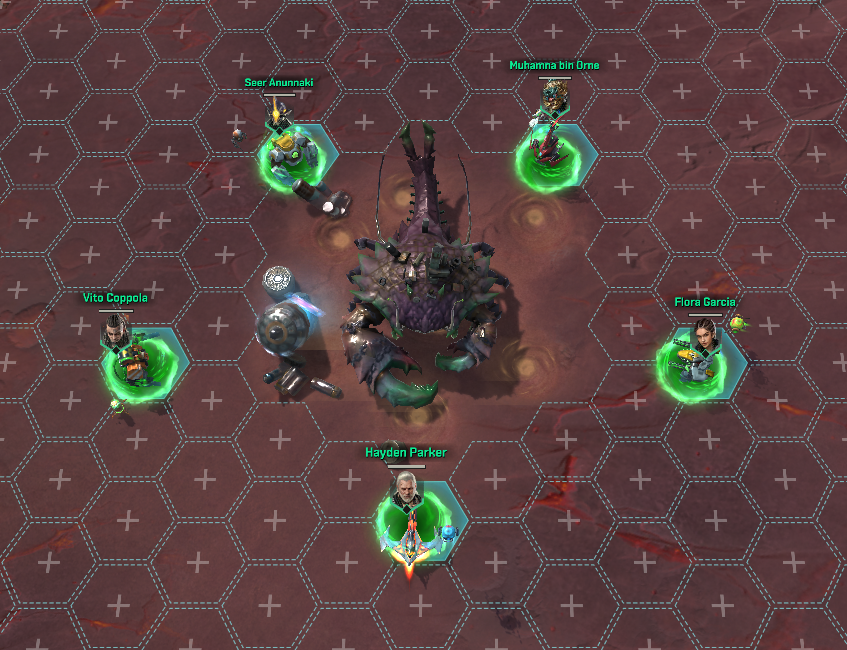 Muhamna bin Orne
Seer Anunnaki
Vito Coppola
Flora Garcia
Hayden Parker